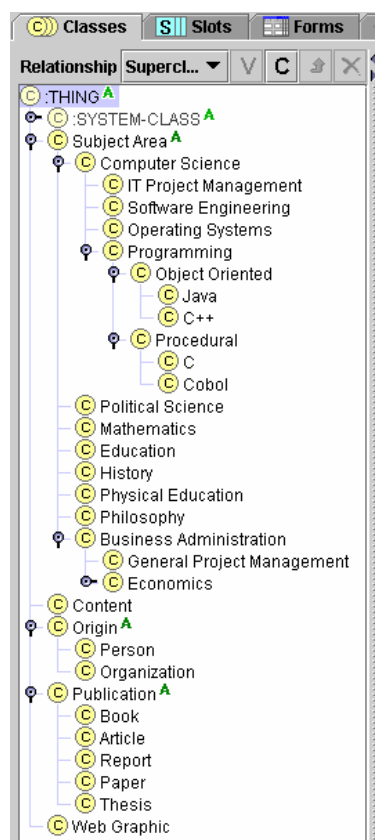 C Classes S Slots Forms
Relationship Supercl... V C
C :THING A
C :SYSTEM-CLASS A
C Subject Area A
C Computer Science
C IT Project Management
C Software Engineering
C Operating Systems
C Programming
C Object Oriented
C Java
C C++
C Procedural
C C
C Cobol
C Political Science
C Mathematics
C Education
C History
C Physical Education
C Philosophy
C Business Administration
C General Project Management
C Economics
C Content
C Origin A
C Person
C Organization
C Publication A
C Book
C Article
C Report
C Paper
C Thesis
C Web Graphic